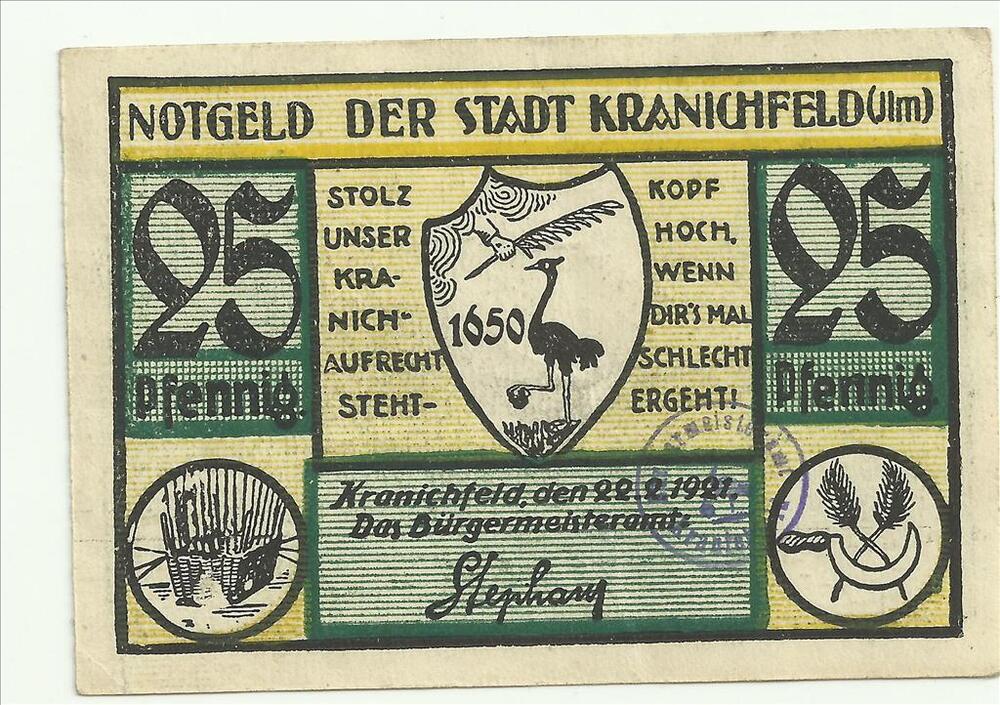 NOTGELD DER STADT KRANICHFELD (Jlm)
25
Pfennig.
STOLZ
UNSER
KRA-
NICH-
AUFRECHT
STEHT-
1650
KOPF
HOCH,
WENN
DIR'S MAL
SCHLECHT
ERGEHT!
25
Pfennig.
Kranichfeld, den 22.2.1921.
Das Bürgermeisteramt: